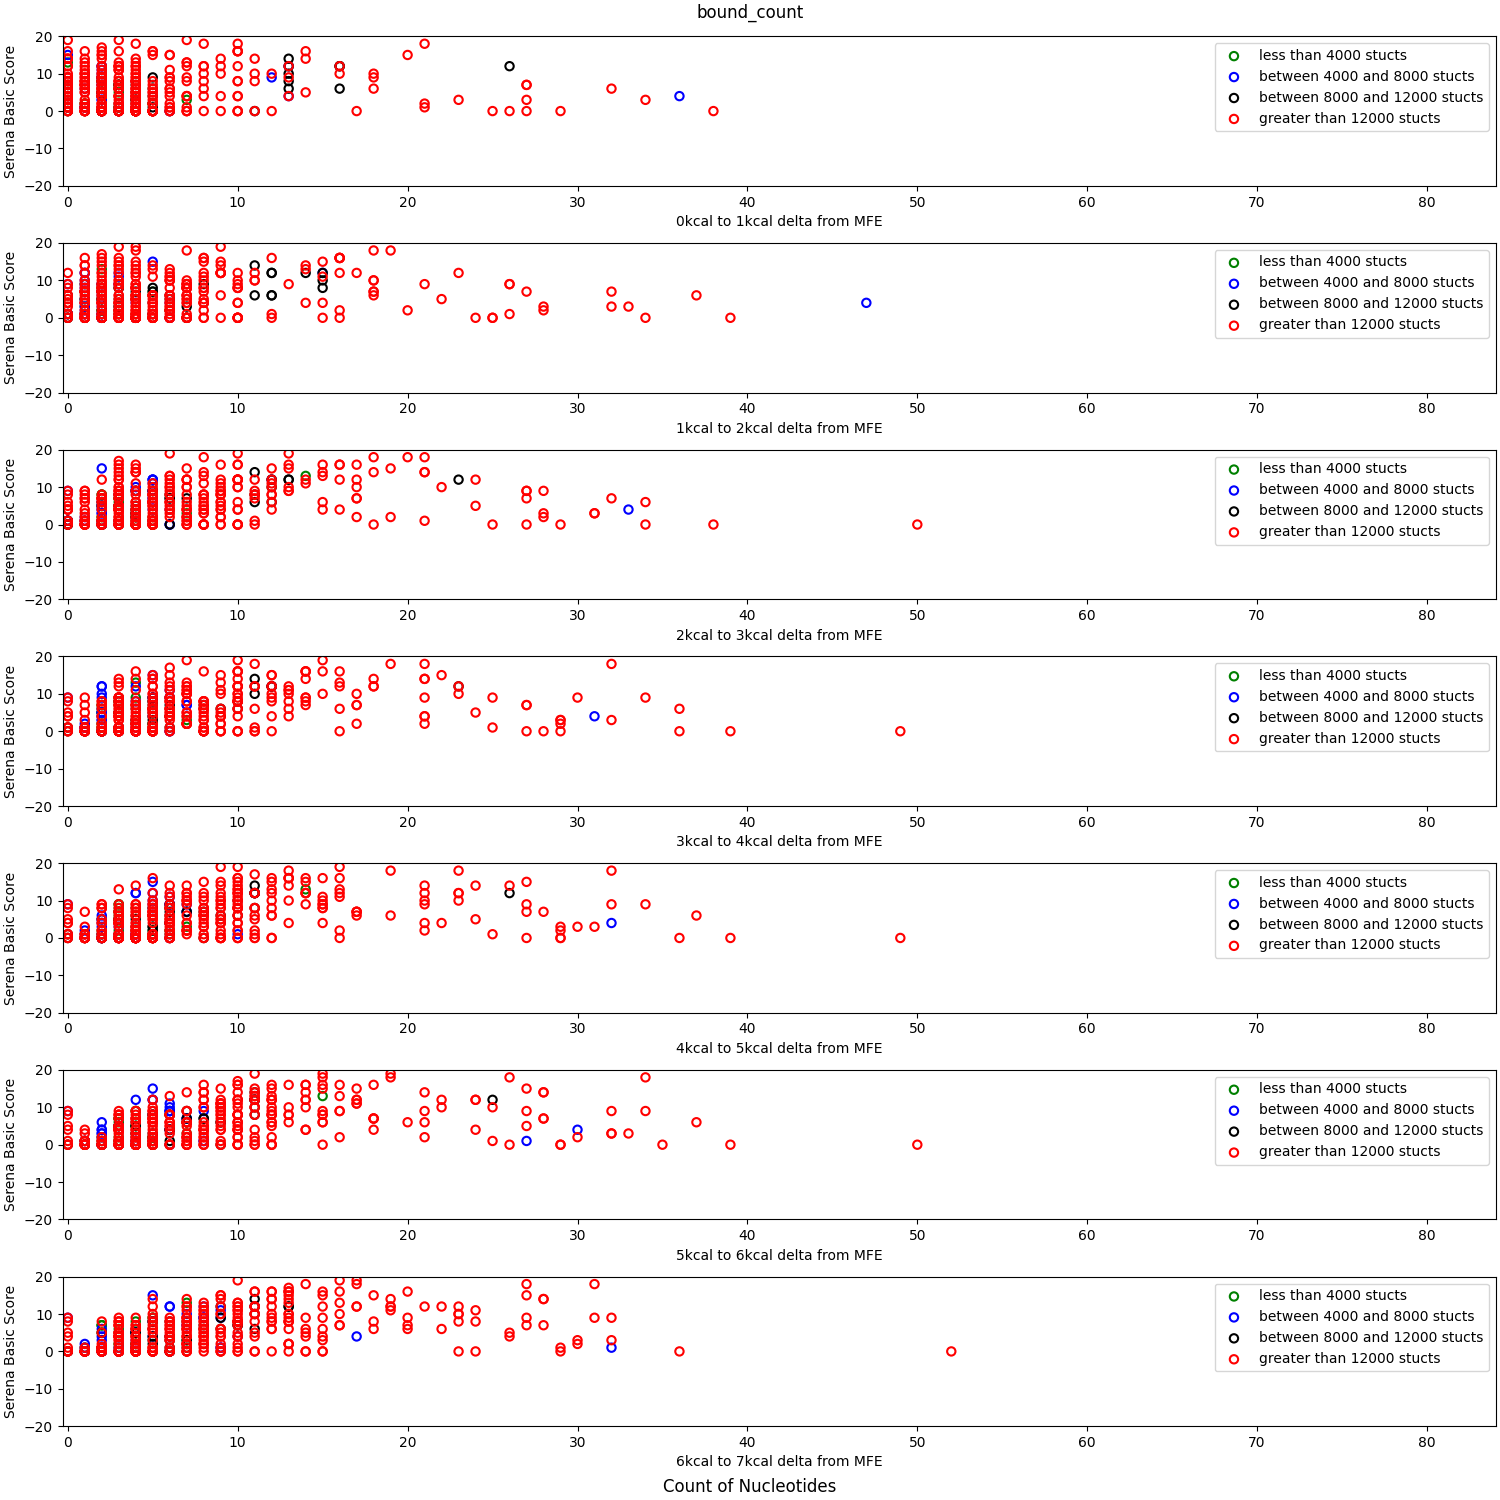 bound_count
Serena Basic Score
20
10
0
−10
−20
less than 4000 stucts
between 4000 and 8000 stucts
between 8000 and 12000 stucts
greater than 12000 stucts
0 10 20 30 40 50 60 70 80
0kcal to 1kcal delta from MFE
Serena Basic Score
20
10
0
−10
−20
less than 4000 stucts
between 4000 and 8000 stucts
between 8000 and 12000 stucts
greater than 12000 stucts
0 10 20 30 40 50 60 70 80
1kcal to 2kcal delta from MFE
Serena Basic Score
20
10
0
−10
−20
less than 4000 stucts
between 4000 and 8000 stucts
between 8000 and 12000 stucts
greater than 12000 stucts
0 10 20 30 40 50 60 70 80
2kcal to 3kcal delta from MFE
Serena Basic Score
20
10
0
−10
−20
less than 4000 stucts
between 4000 and 8000 stucts
between 8000 and 12000 stucts
greater than 12000 stucts
0 10 20 30 40 50 60 70 80
3kcal to 4kcal delta from MFE
Serena Basic Score
20
10
0
−10
−20
less than 4000 stucts
between 4000 and 8000 stucts
between 8000 and 12000 stucts
greater than 12000 stucts
0 10 20 30 40 50 60 70 80
4kcal to 5kcal delta from MFE
Serena Basic Score
20
10
0
−10
−20
less than 4000 stucts
between 4000 and 8000 stucts
between 8000 and 12000 stucts
greater than 12000 stucts
0 10 20 30 40 50 60 70 80
5kcal to 6kcal delta from MFE
Serena Basic Score
20
10
0
−10
−20
less than 4000 stucts
between 4000 and 8000 stucts
between 8000 and 12000 stucts
greater than 12000 stucts
0 10 20 30 40 50 60 70 80
6kcal to 7kcal delta from MFE
Count of Nucleotides